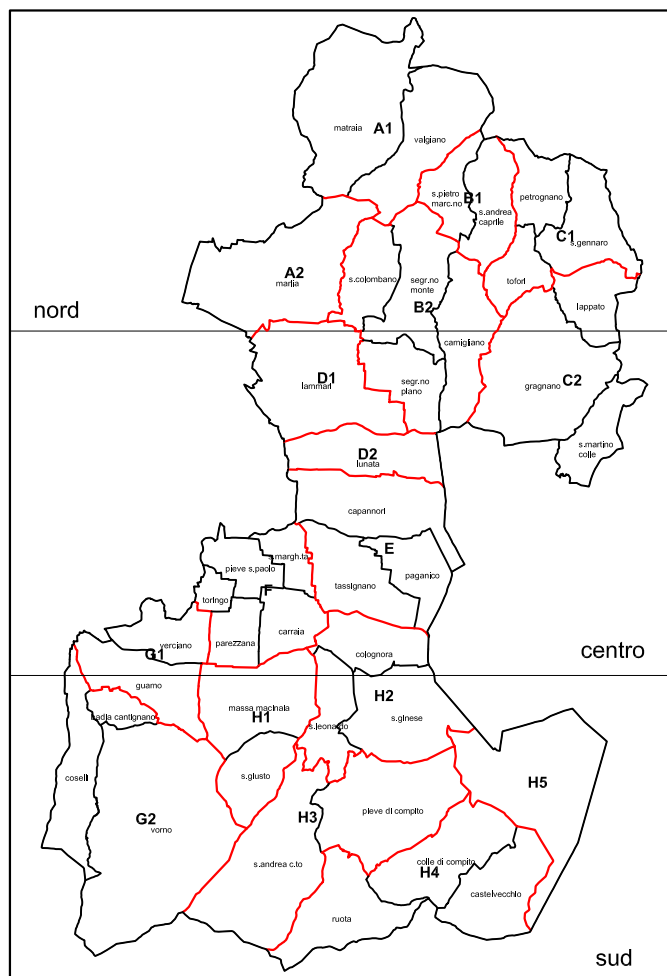 A1
matraia
valgiano
s.pietro
marc.no
B1
s.andrea
caprile
petrognano
C1
s.gennaro
A2
marlia
s.colombano
segr.no
monte
tofori
lappato
nord
B2
camigliano
D1
lammari
segr.no
piano
gragnano
C2
s.martino
colle
D2
lunata
capannori
s.margh.ta
E
pieve s.paolo
tassignano
paganico
toringo
F
verciano
parezzana
carraia
G1
colognora
centro
guamo
massa macinaia
H1
H2
s.ginese
badia cantignano
s.leonardo
coselli
s.giusto
H5
G2
vorno
H3
pieve di compito
s.andrea c.to
colle di compito
H4
castelvecchio
ruota
sud